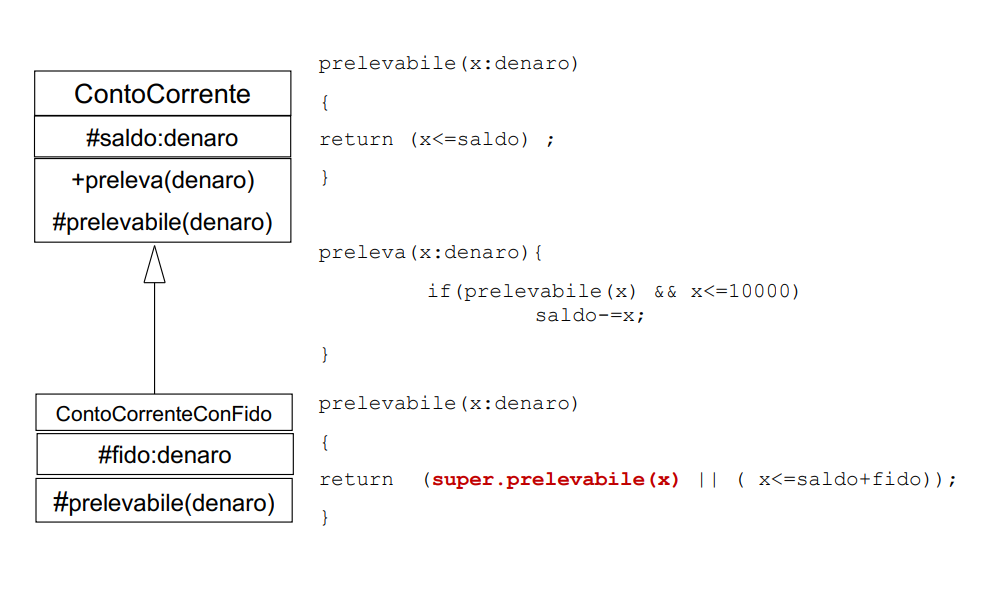 ContoCorrente
#saldo:denaro
+preleva(denaro)
#prelevabile(denaro)
prelevabile(x:denaro)
{
return (x<=saldo) ;
}
preleva(x:denaro){
if(prelevabile(x) && x<=10000)
saldo-=x;
}
ContoCorrenteConFido
#fido:denaro
#prelevabile(denaro)
prelevabile(x:denaro)
{
return (super.prelevabile(x) || ( x<=saldo+fido));
}